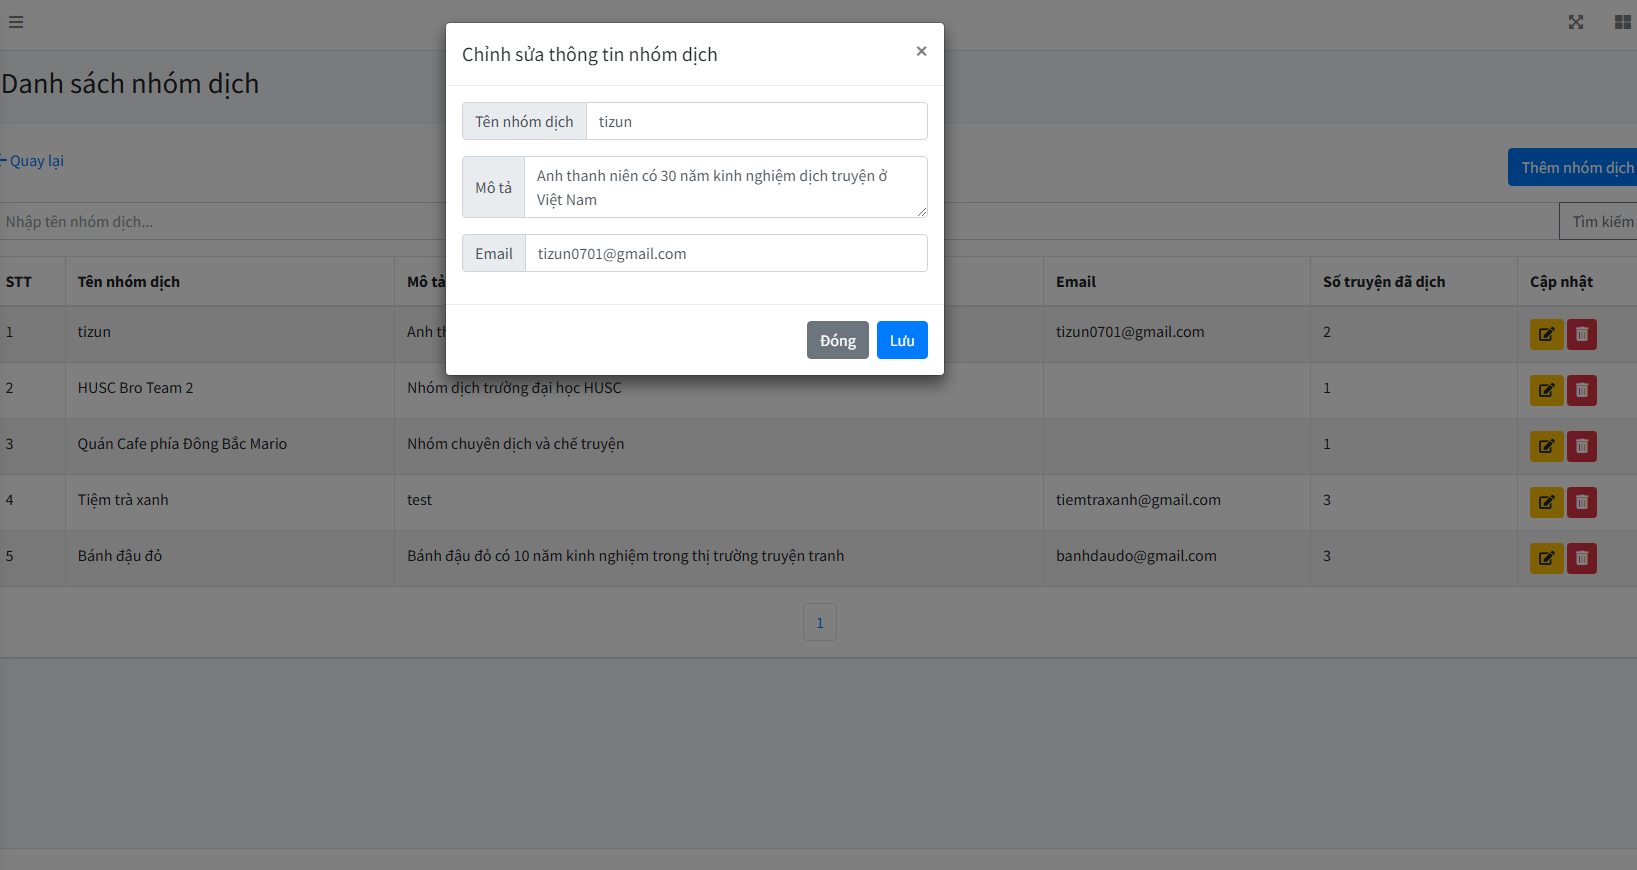 Chỉnh sửa thông tin nhóm dịch ×
Danh sách nhóm dịch
Tên nhóm dịch tizun
Quay lại
Thêm nhóm dịch
Mô tả Anh thanh niên có 30 năm kinh nghiệm dịch truyện ở
Việt Nam
Nhập tên nhóm dịch...
Tìm kiếm
Email tizun0701@gmail.com
Đóng Lưu
STT Tên nhóm dịch Mô tả Email Số truyện đã dịch Cập nhật
1 tizun Anh tizun0701@gmail.com 2
2 HUSC Bro Team 2 Nhóm dịch trường đại học HUSC 1
3 Quán Cafe phía Đông Bắc Mario Nhóm chuyên dịch và chế truyện 1
4 Tiệm trà xanh test tiemtraxanh@gmail.com 3
5 Bánh đậu đỏ Bánh đậu đỏ có 10 năm kinh nghiệm trong thị trường truyện tranh banhdaudo@gmail.com 3
1